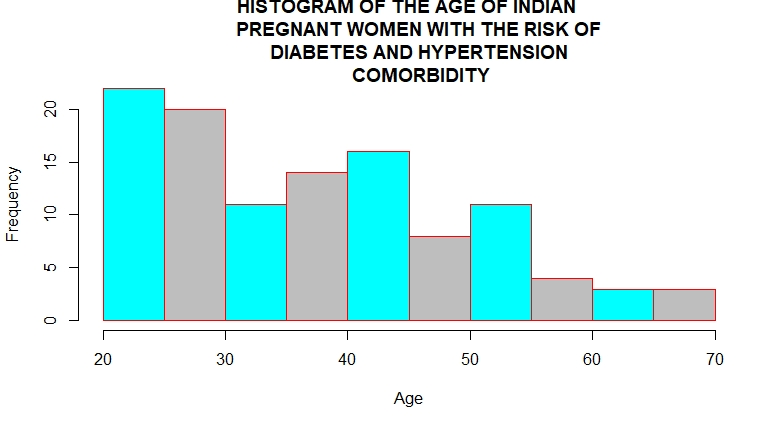 HISTOGRAM OF THE AGE OF INDIAN
PREGNANT WOMEN WITH THE RISK OF
DIABETES AND HYPERTENSION
COMORBIDITY
Frequency
20
15
10
5
0
20 30 40 50 60 70
Age